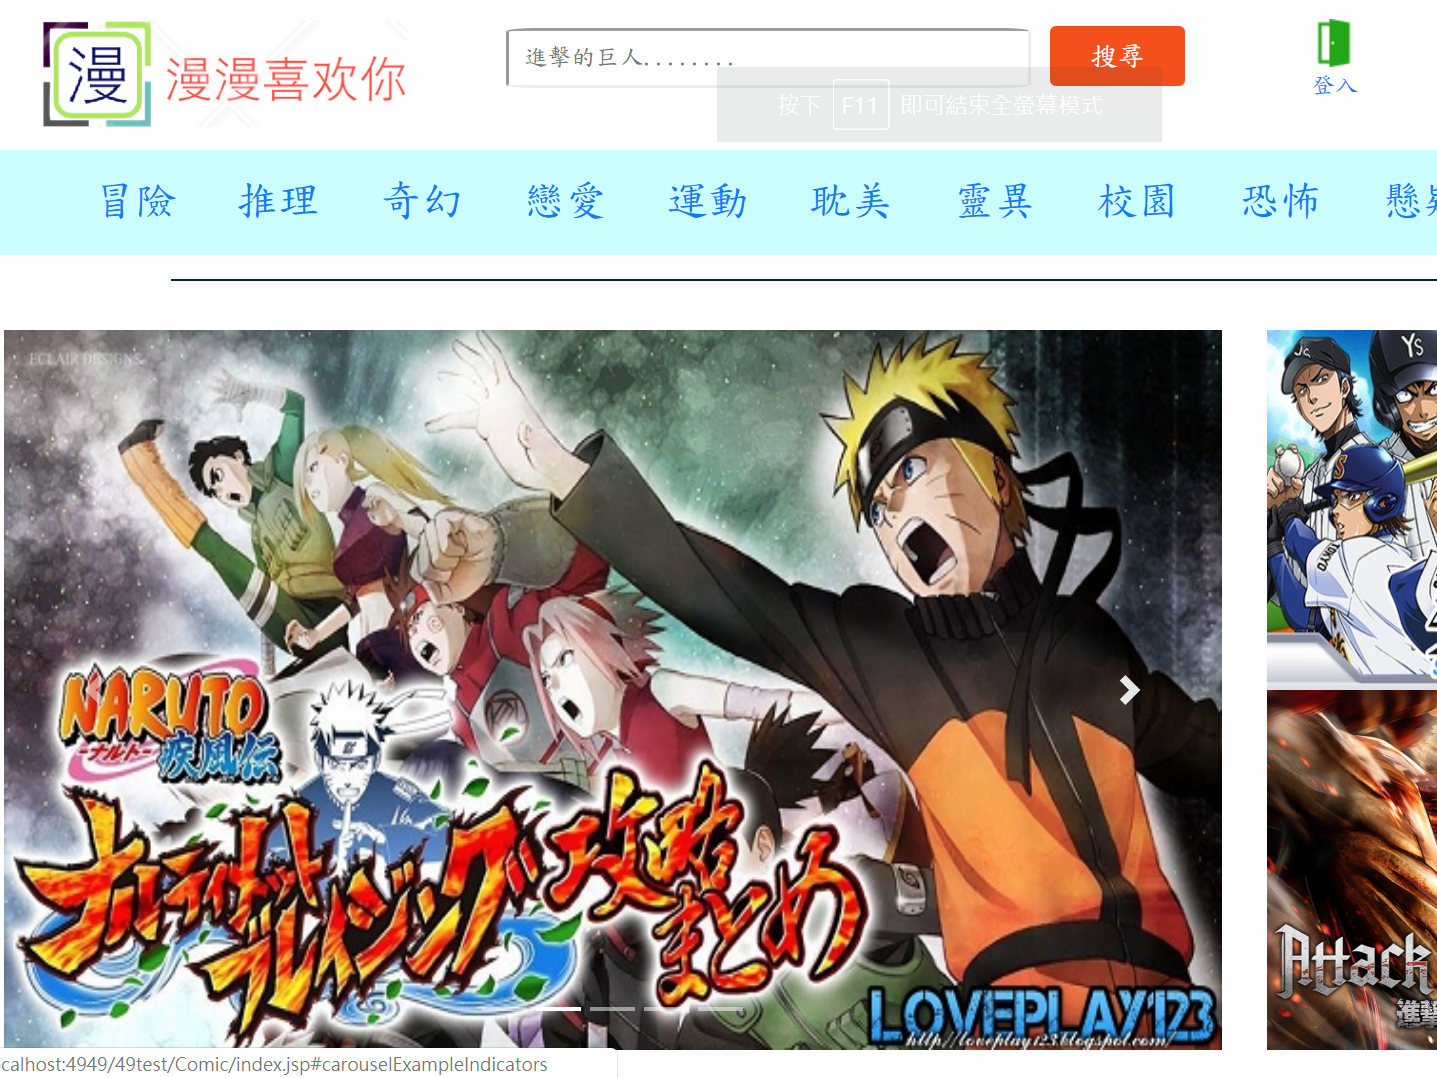 漫 漫漫喜欢你
進擊的巨人........
搜尋
登入
按下 F11 即可結束全螢幕模式
冒險 推理 奇幻 戀愛 運動 耽美 靈異 校園 恐怖
ECLAIR DESIGNS
NARUTO
ナルト
疾風伝
ナルティメット
ブレイジング
攻略
まとめ
LOVEPLAY123
http://loveplay123.blogspot.com/
Ys
S
TOKYO
Attack
進撃
calhost:4949/49test/Comic/index.jsp#carouselExampleIndicators